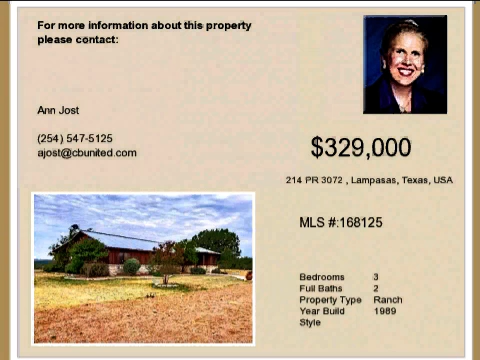 For more information about this property
please contact:
Ann Jost
(254) 547-5125
ajost@cbunited.com
$329,000
214 PR 3072 , Lampasas, Texas, USA
MLS #:168125
Bedrooms 3
Full Baths 2
Property Type Ranch
Year Build 1989
Style